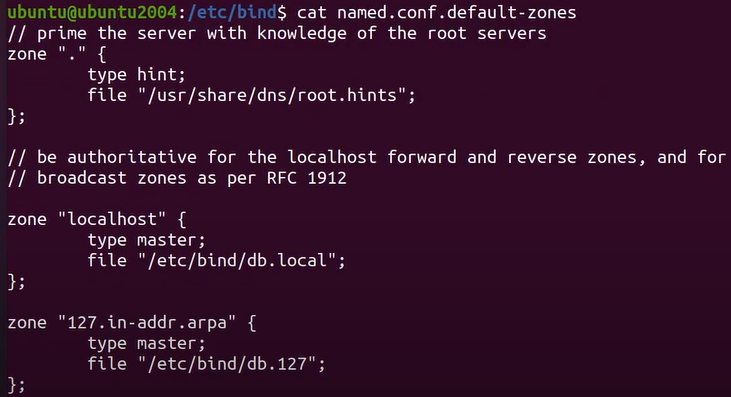 ubuntu@ubuntu2004:/etc/bind$ cat named.conf.default-zones
// prime the server with knowledge of the root servers
zone "." {
        type hint;
        file "/usr/share/dns/root.hints";
};

// be authoritative for the localhost forward and reverse zones, and for
// broadcast zones as per RFC 1912

zone "localhost" {
        type master;
        file "/etc/bind/db.local";
};

zone "127.in-addr.arpa" {
        type master;
        file "/etc/bind/db.127";
};